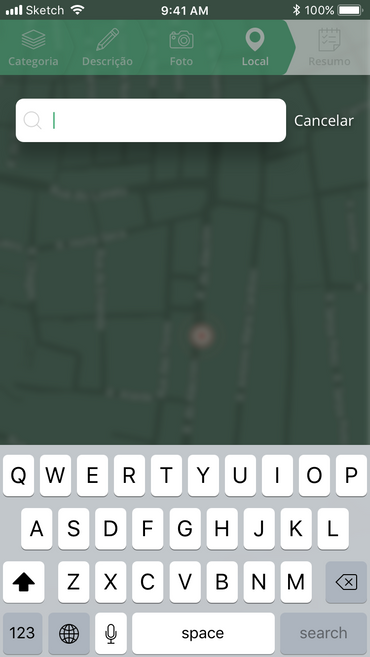 Sketch 9:41 AM 100%
Categoria Descrição Foto Local Resumo
Cancelar
Q W E R T Y U I O P
A S D F G H J K L
Z X C V B N M
123 space search